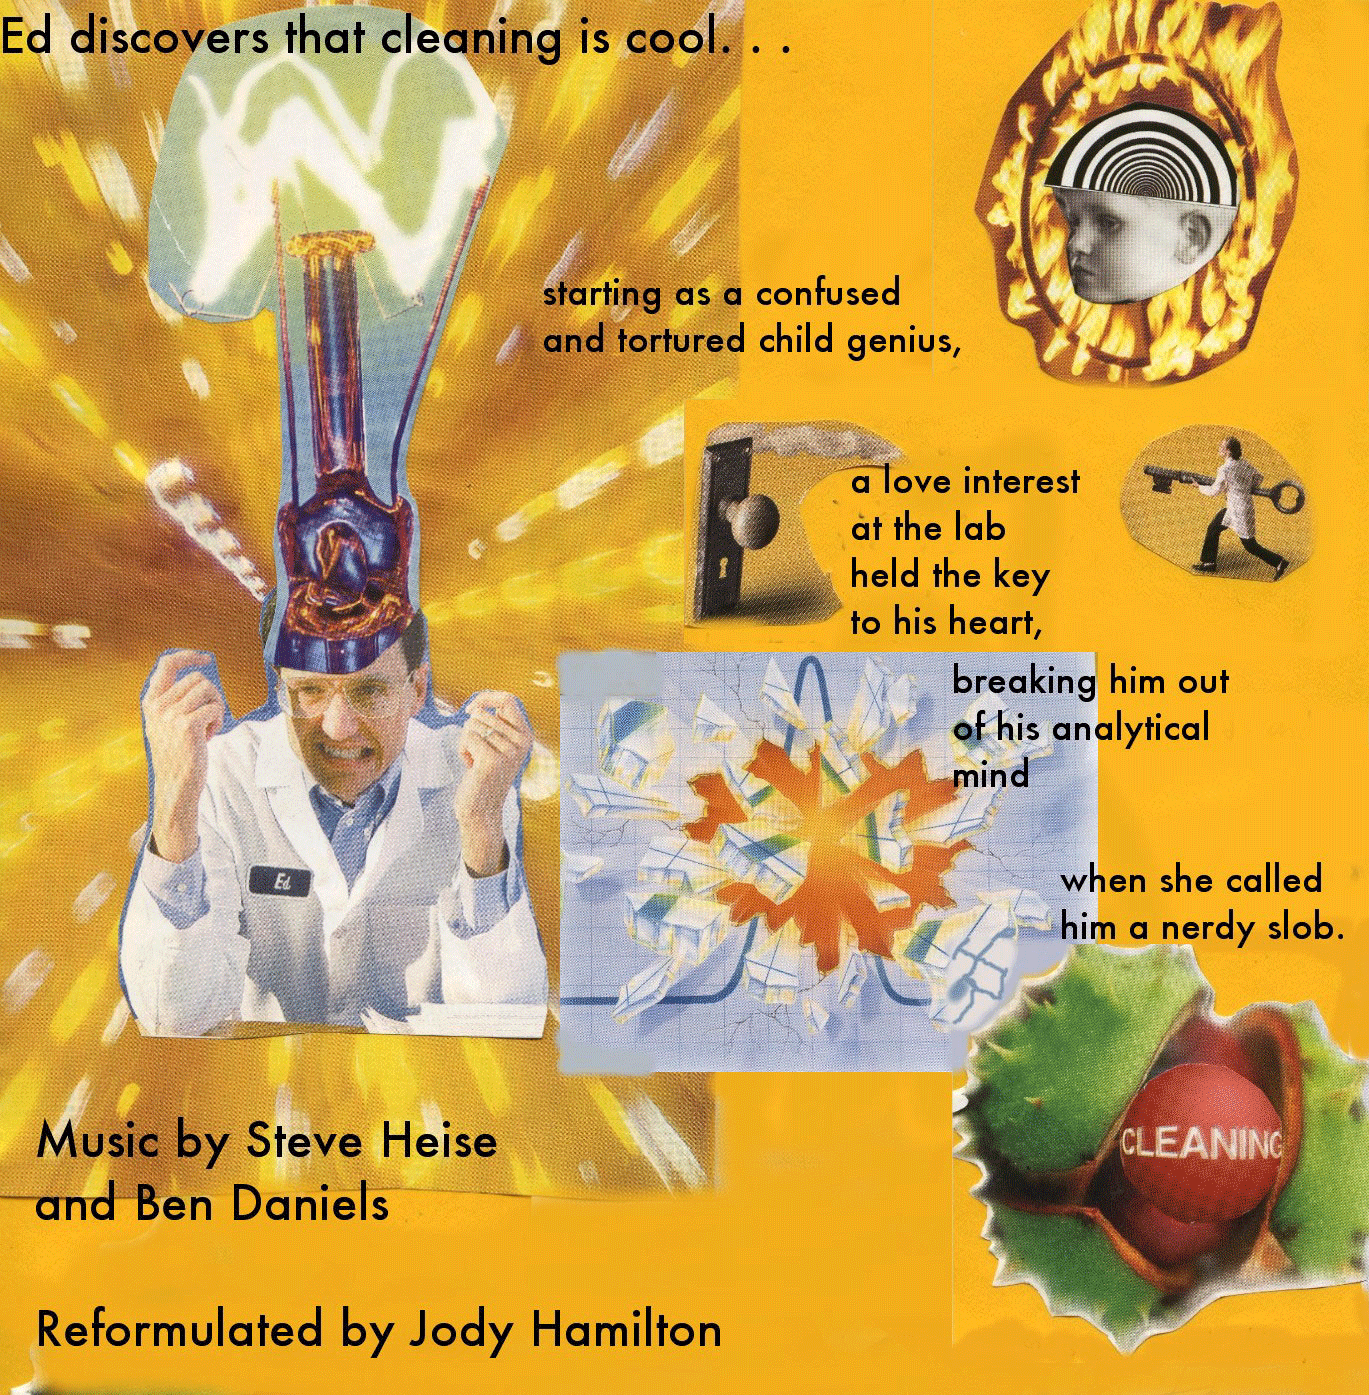 Ed discovers that cleaning is cool. . .
starting as a confused
and tortured child genius,
a love interest
at the lab
held the key
to his heart,
breaking him out
of his analytical
mind
when she called
him a nerdy slob.
Ed
CLEANING
Music by Steve Heise
and Ben Daniels
Reformulated by Jody Hamilton